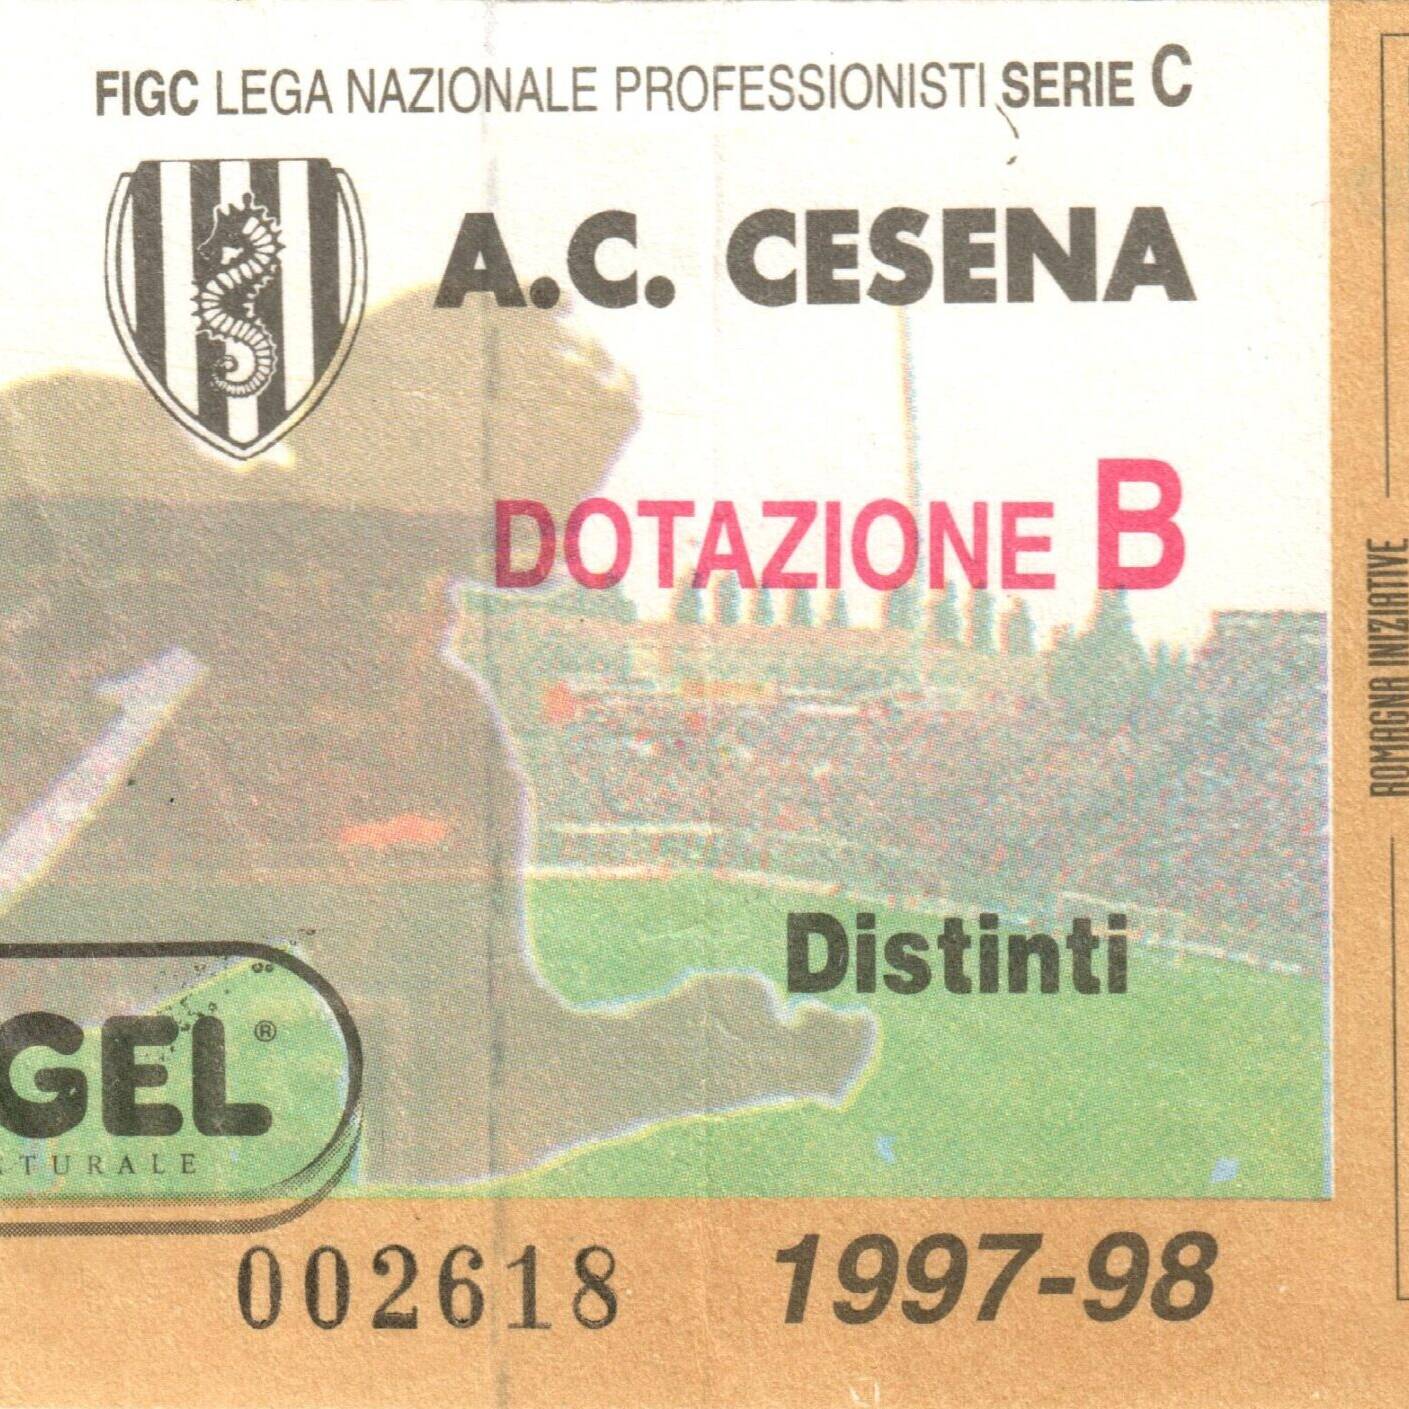 FIGC LEGA NAZIONALE PROFESSIONISTI SERIE C
A.C. CESENA
DOTAZIONE B
Distinti
GEL®
TURALE
002618
1997-98
ROMAGNA INIZIATIVE